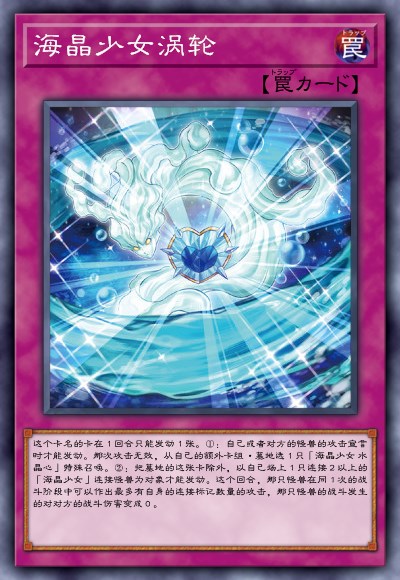 海晶少女涡轮
罠
トラップ
【罠カード】
トラップ
这个卡名的卡在1回合只能发动1张。①：自己或者对方的怪兽的攻击宣言
时才能发动。那次攻击无效，从自己的额外卡组·墓地选1只「海晶少女 水
晶心」特殊召唤。②：把墓地的这张卡除外，以自己场上1只连接2以上的
「海晶少女」连接怪兽为对象才能发动。这个回合，那只怪兽在同1次的战
斗阶段中可以作出最多有自身的连接标记数量的攻击，那只怪兽的战斗发生
的对对方的战斗伤害变成0。